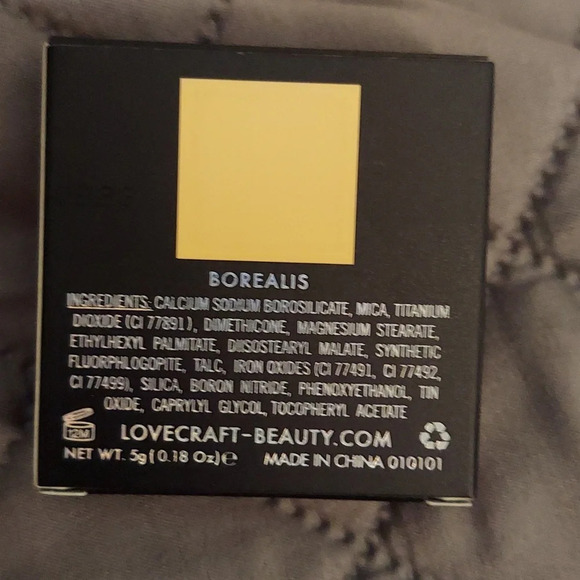 BOREALIS
INGREDIENTS: CALCIUM SODIUM BOROSILICATE, MICA, TITANIUM
DIOXIDE (CI 77891), DIMETHICONE, MAGNESIUM STEARATE,
ETHYLHEXYL PALMITATE, DIISOSTEARYL MALATE, SYNTHETIC
FLUORPHLOGOPITE, TALC, IRON OXIDES (CI 77491, CI 77492,
CI 77499), SILICA, BORON NITRIDE, PHENOXYETHANOL, TIN
OXIDE, CAPRYLYL GLYCOL, TOCOPHERYL ACETATE
12M LOVECRAFT-BEAUTY.COM
NET WT. 5g (0.18 Oz) ℮ MADE IN CHINA 010101